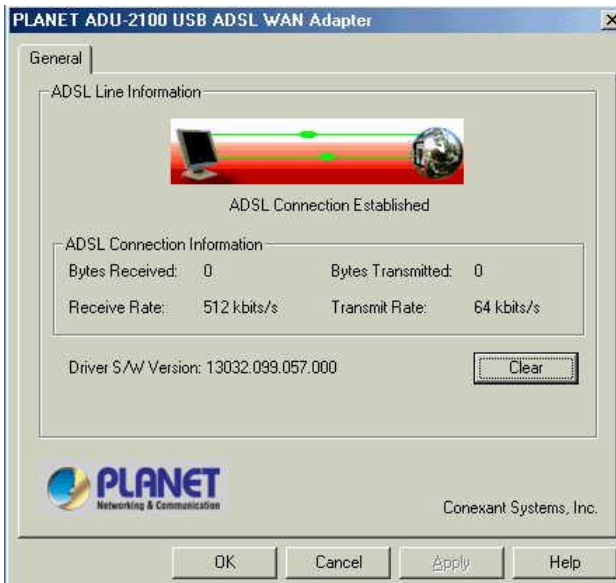 PLANET ADU-2100 USB ADSL WAN Adapter
General
ADSL Line Information
ADSL Connection Established
ADSL Connection Information
Bytes Received: 0 Bytes Transmitted: 0
Receive Rate: 512 kbits/s Transmit Rate: 64 kbits/s
Driver S/W Version: 13032.099.057.000 Clear
PLANET
Networking & Communication
Conexant Systems, Inc.
OK Cancel Apply Help